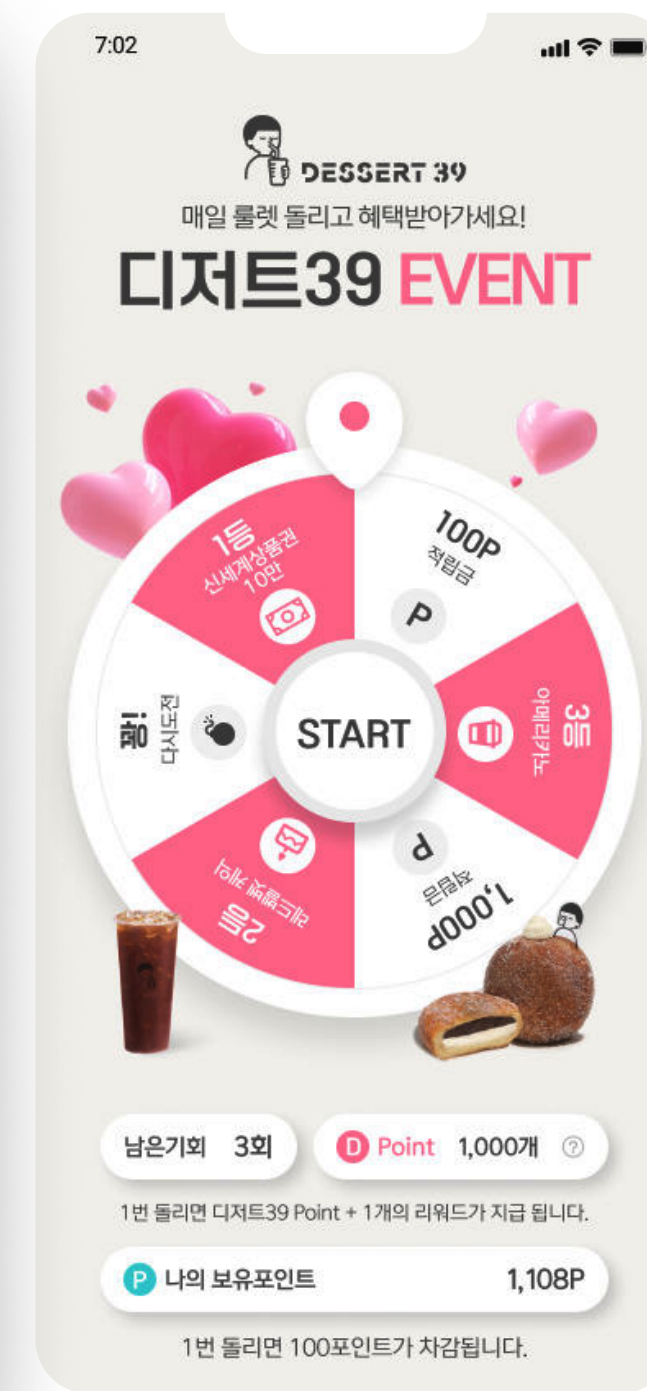 7:02
DESSERT 39
매일 룰렛 돌리고 혜택받아가세요!
디저트39 EVENT
1등
신세계상품권
10만
100P
적립금
P
꽝!
다시도전
START
3등
아메리카노
2등
레드벨벳 케익
P
적립금
1,000P
남은기회 3회
D Point 1,000개 ?
1번 돌리면 디저트39 Point + 1개의 리워드가 지급 됩니다.
P 나의 보유포인트 1,108P
1번 돌리면 100포인트가 차감됩니다.